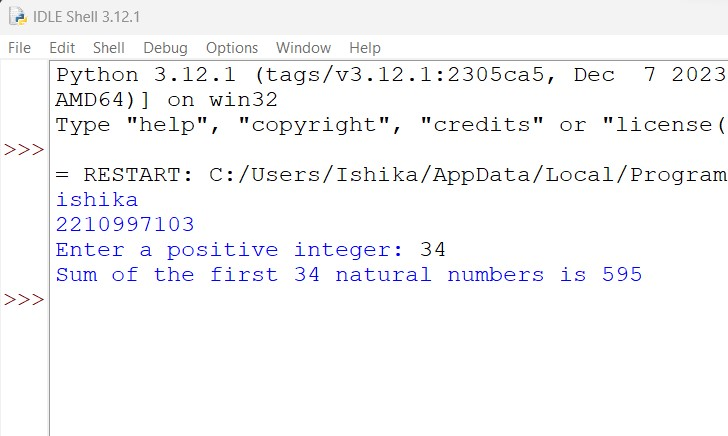 IDLE Shell 3.12.1
File Edit Shell Debug Options Window Help
Python 3.12.1 (tags/v3.12.1:2305ca5, Dec  7 2023
AMD64)] on win32
Type "help", "copyright", "credits" or "license(
>>>
= RESTART: C:/Users/Ishika/AppData/Local/Program
ishika
2210997103
Enter a positive integer: 34
Sum of the first 34 natural numbers is 595
>>>